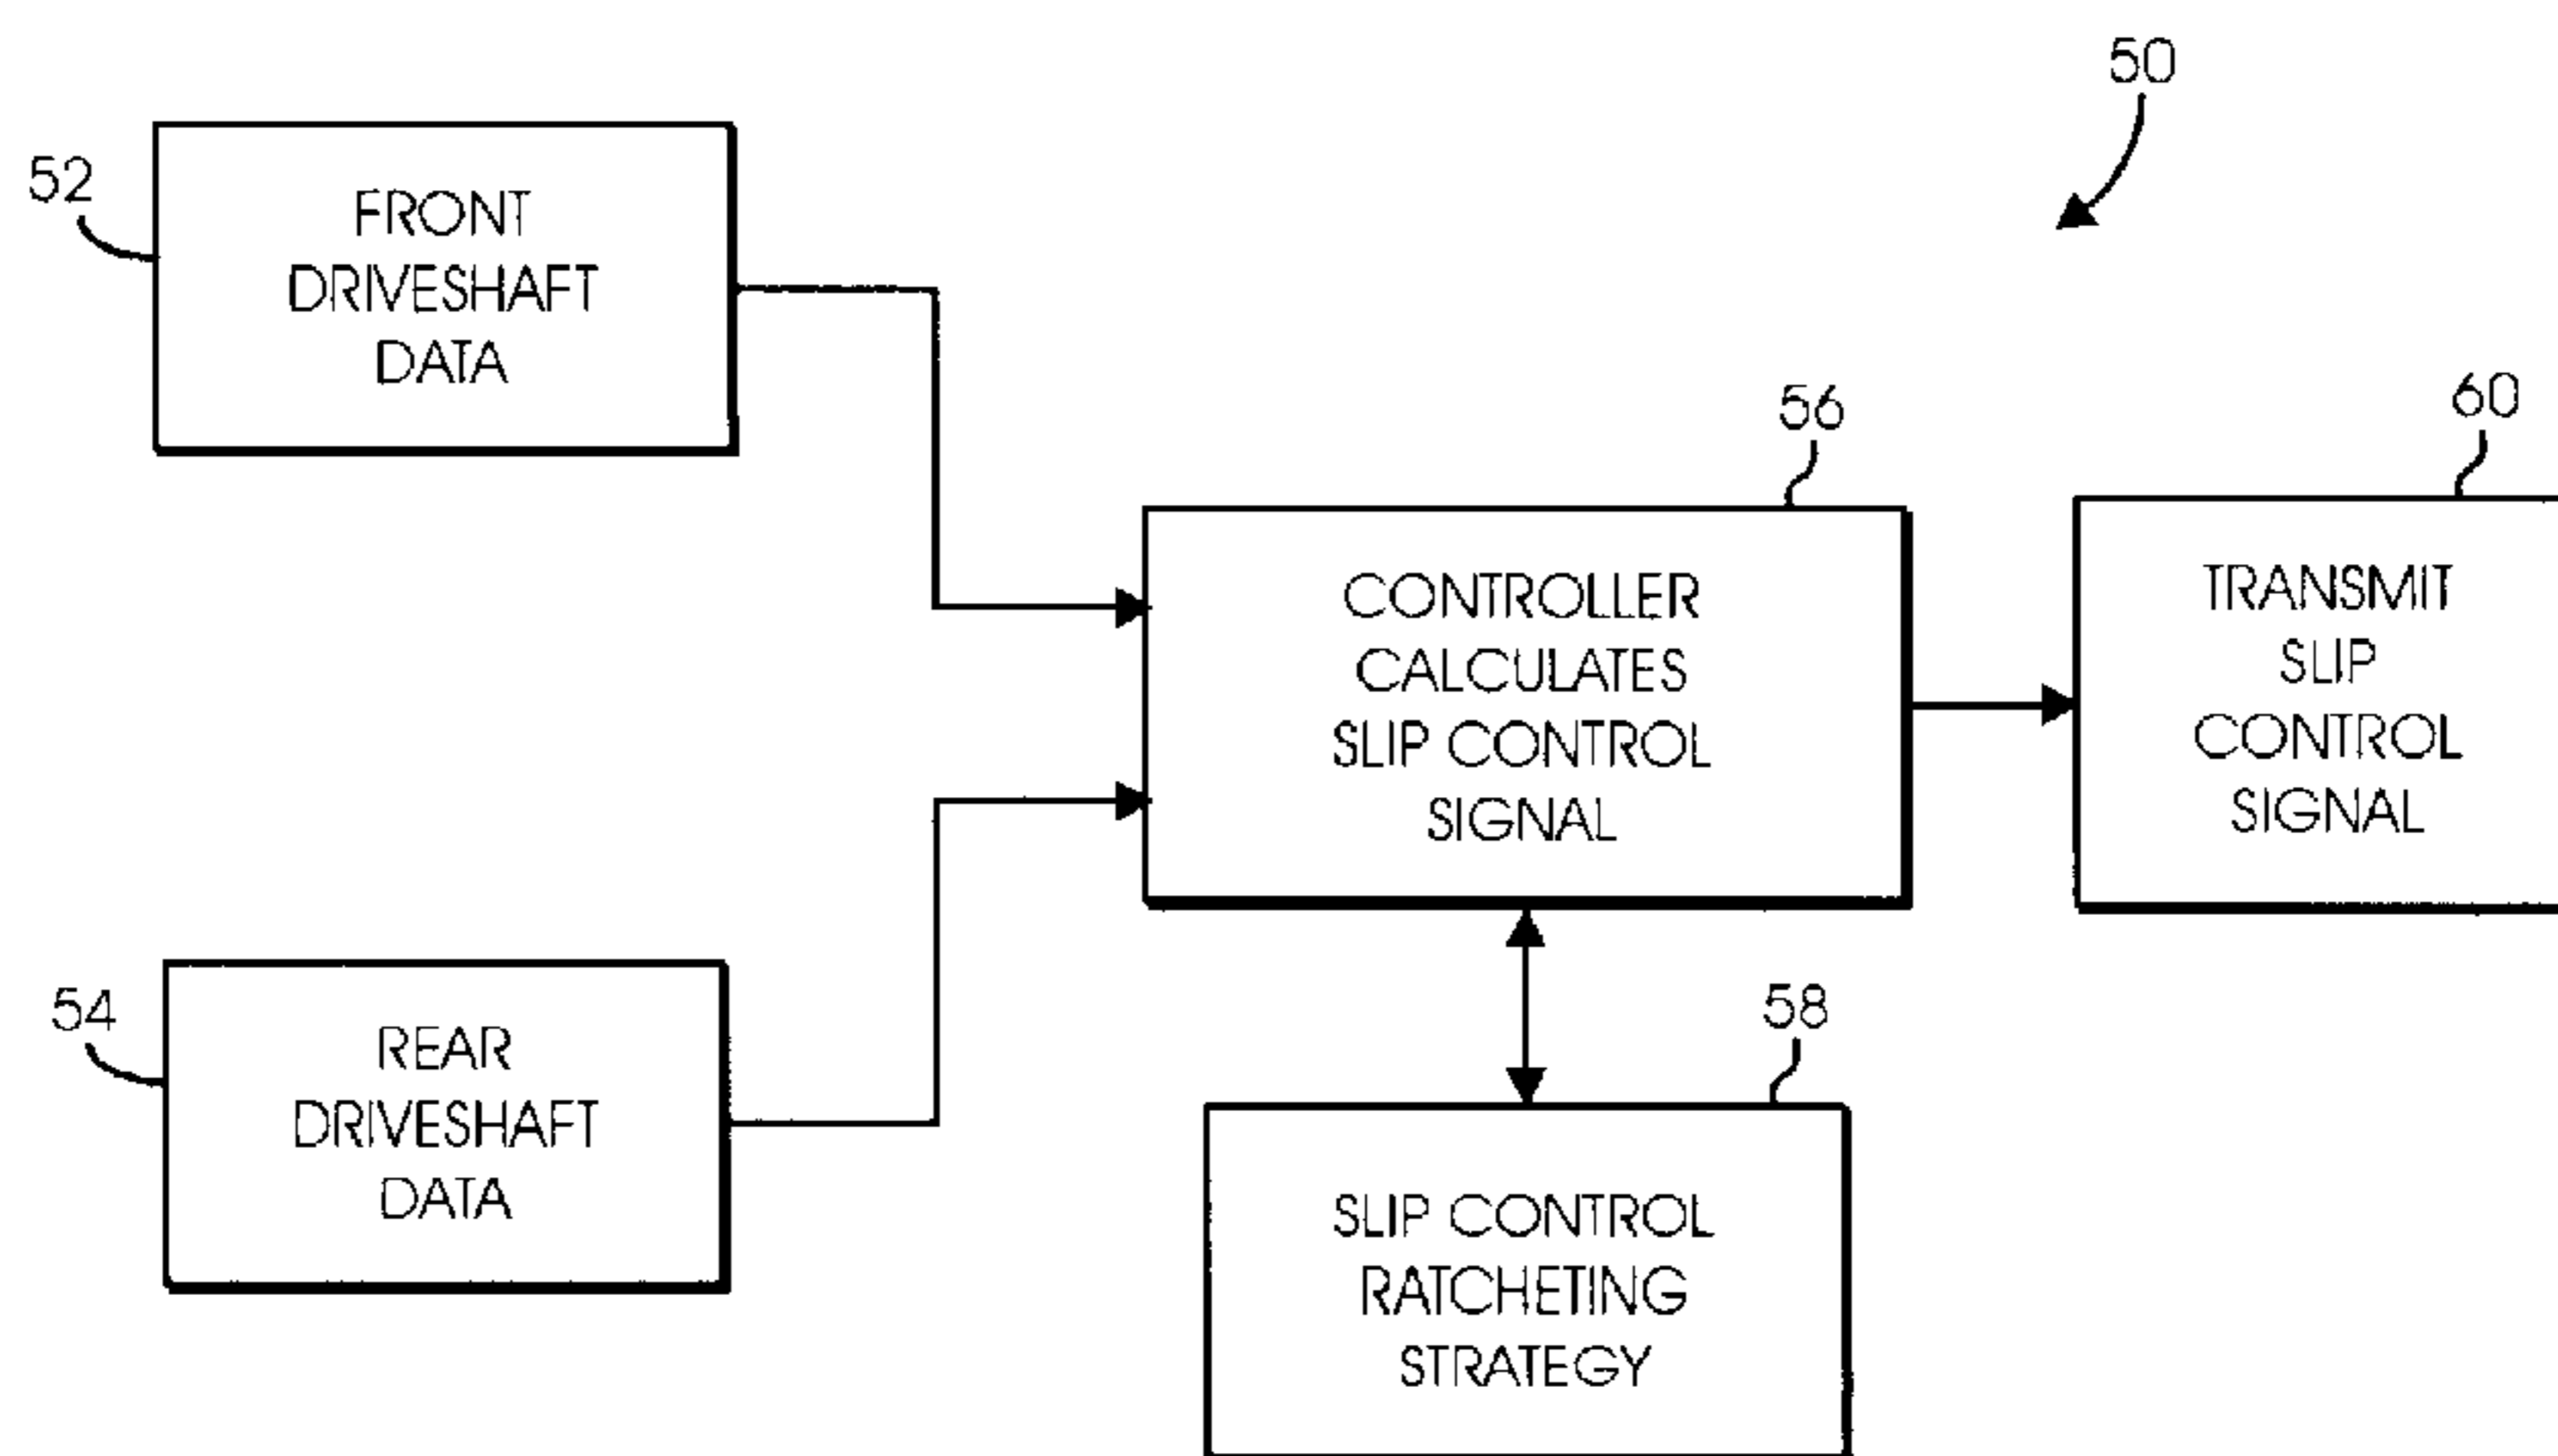 50
52
FRONT
DRIVESHAFT
DATA
56
60
CONTROLLER
CALCULATES
SLIP CONTROL
SIGNAL
TRANSMIT
SLIP
CONTROL
SIGNAL
54
REAR
DRIVESHAFT
DATA
58
SLIP CONTROL
RATCHETING
STRATEGY